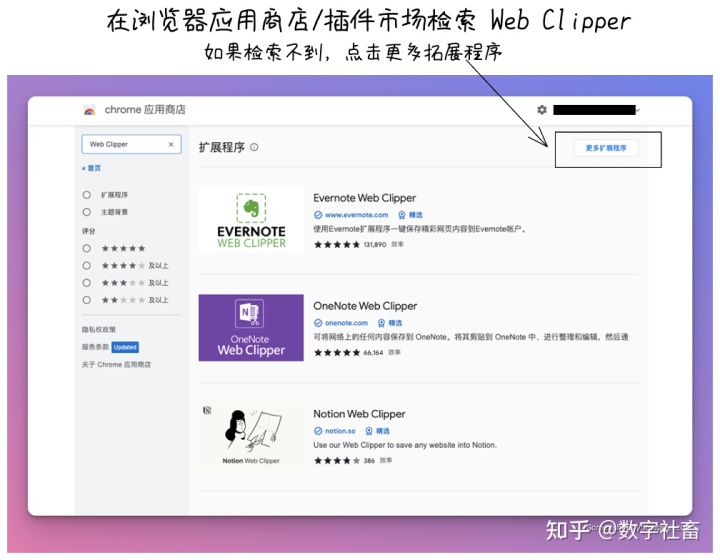 在浏览器应用商店/插件市场检索 Web Clipper
如果检索不到，点击更多拓展程序
chrome 应用商店
Web Clipper ×
« 首页
扩展程序
主题背景
评分
及以上
及以上
及以上
隐私权政策
服务条款 Updated
关于 Chrome 应用商店
扩展程序
更多扩展程序
EVERNOTE
WEB CLIPPER
Evernote Web Clipper
www.evernote.com 精选
使用Evernote扩展程序一键保存精彩网页内容到Evernote账户。
131,890 效率
N
OneNote
Web Clipper
OneNote Web Clipper
onenote.com 精选
可将网络上的任何内容保存到 OneNote。将其剪贴到 OneNote 中、进行整理和编辑，然后通
66,164 效率
Notion Web Clipper
Notion Web Clipper
notion.so 精选
Use our Web Clipper to save any website into Notion.
386 效率
知乎 @数字社畜